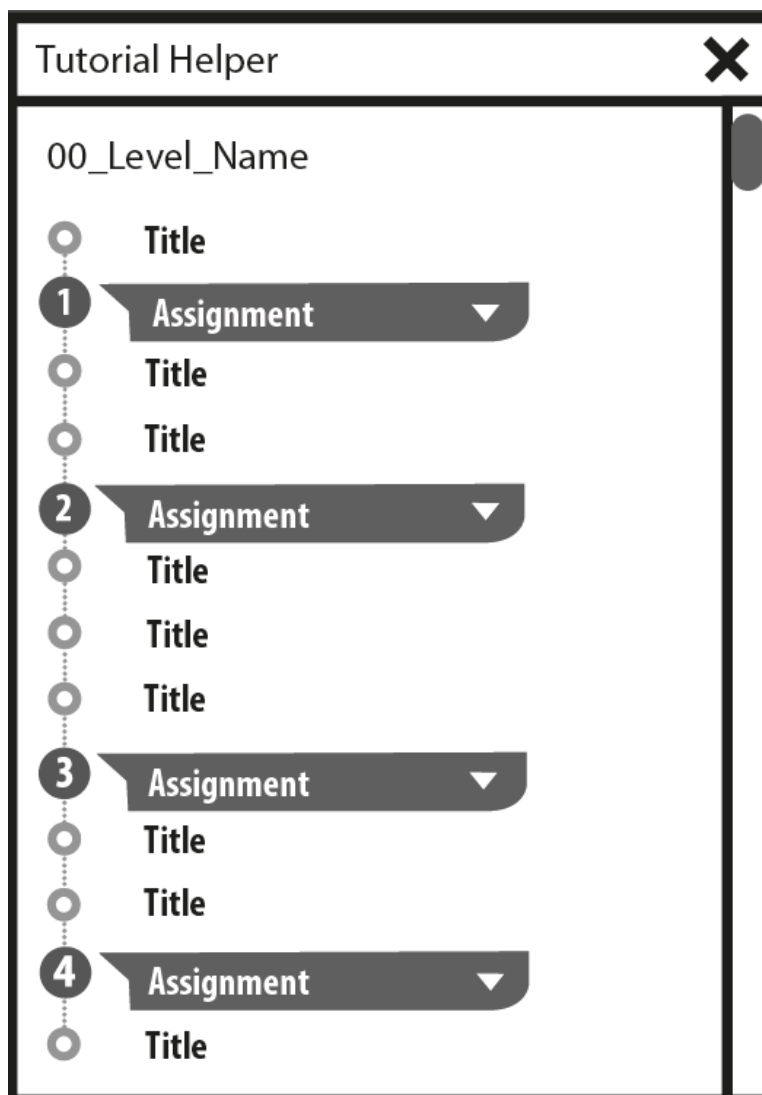 Tutorial Helper
00_Level_Name
Title
1 Assignment
Title
Title
2 Assignment
Title
Title
Title
3 Assignment
Title
Title
4 Assignment
Title